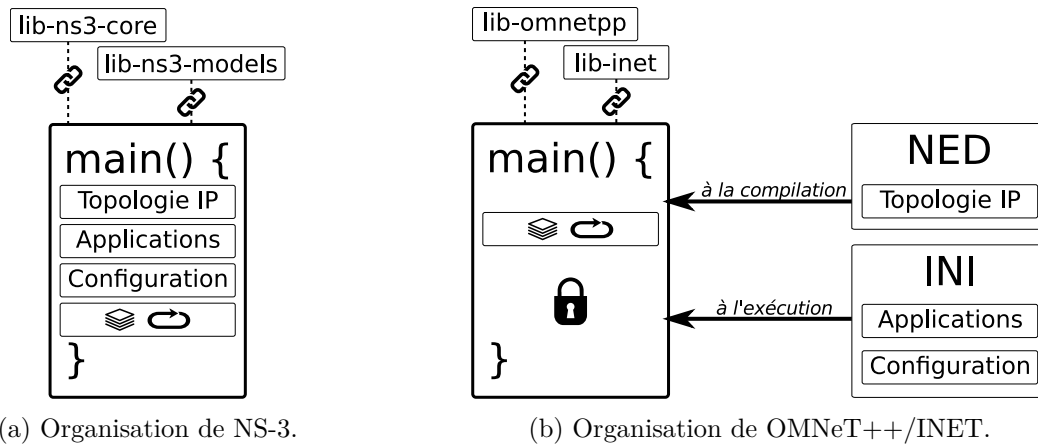 lib-ns3-core
lib-ns3-models
main() {
Topologie IP
Applications
Configuration
}
(a) Organisation de NS-3.
lib-omnetpp
lib-inet
main() {
}
à la compilation
à l'exécution
NED
Topologie IP
INI
Applications
Configuration
(b) Organisation de OMNeT++/INET.